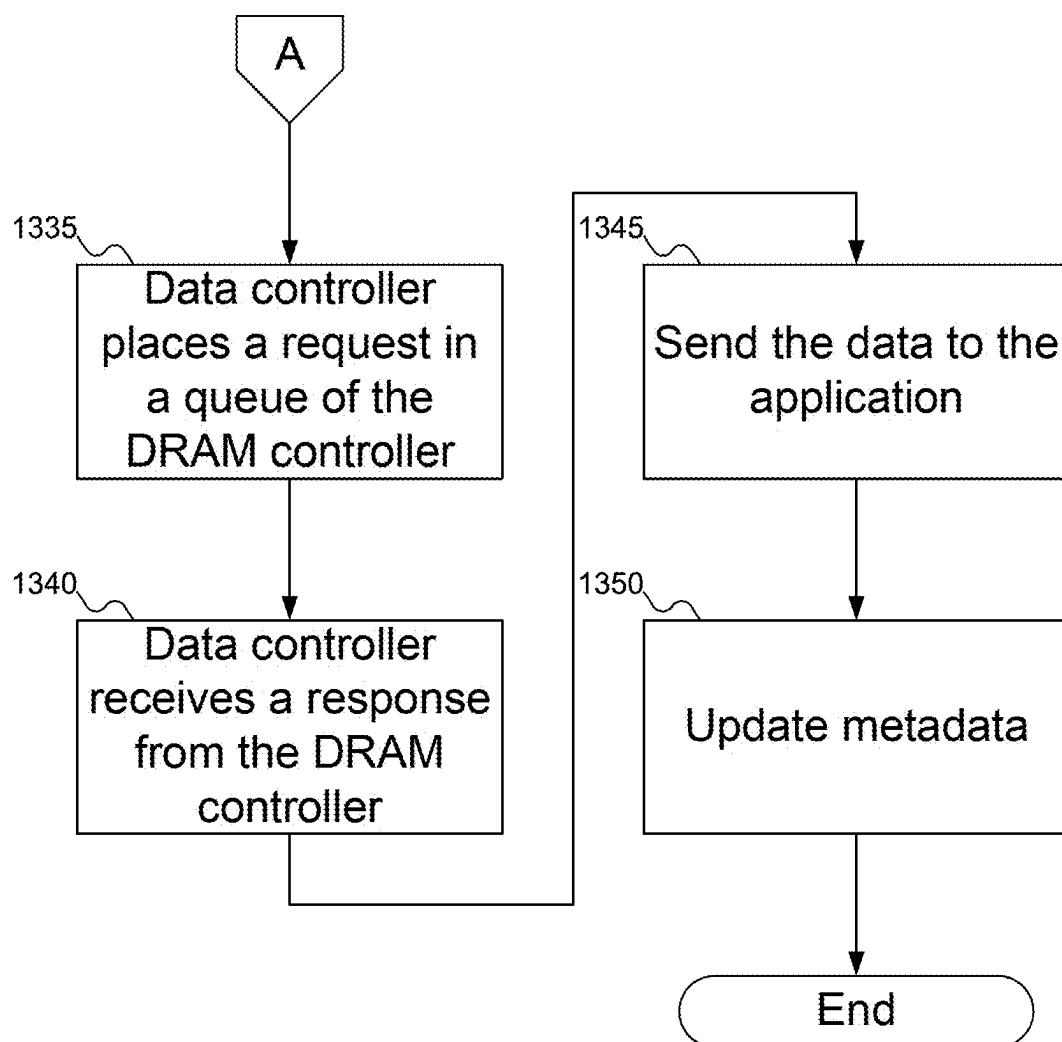 A
1335
Data controller
places a request in
a queue of the
DRAM controller
1340
Data controller
receives a response
from the DRAM
controller
1345
Send the data to the
application
1350
Update metadata
End